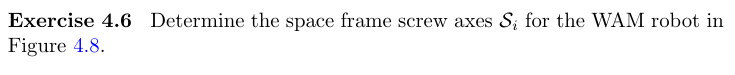 Exercise 4.6 Determine the space frame screw axes 𝒮ᵢ for the WAM robot in
Figure 4.8.